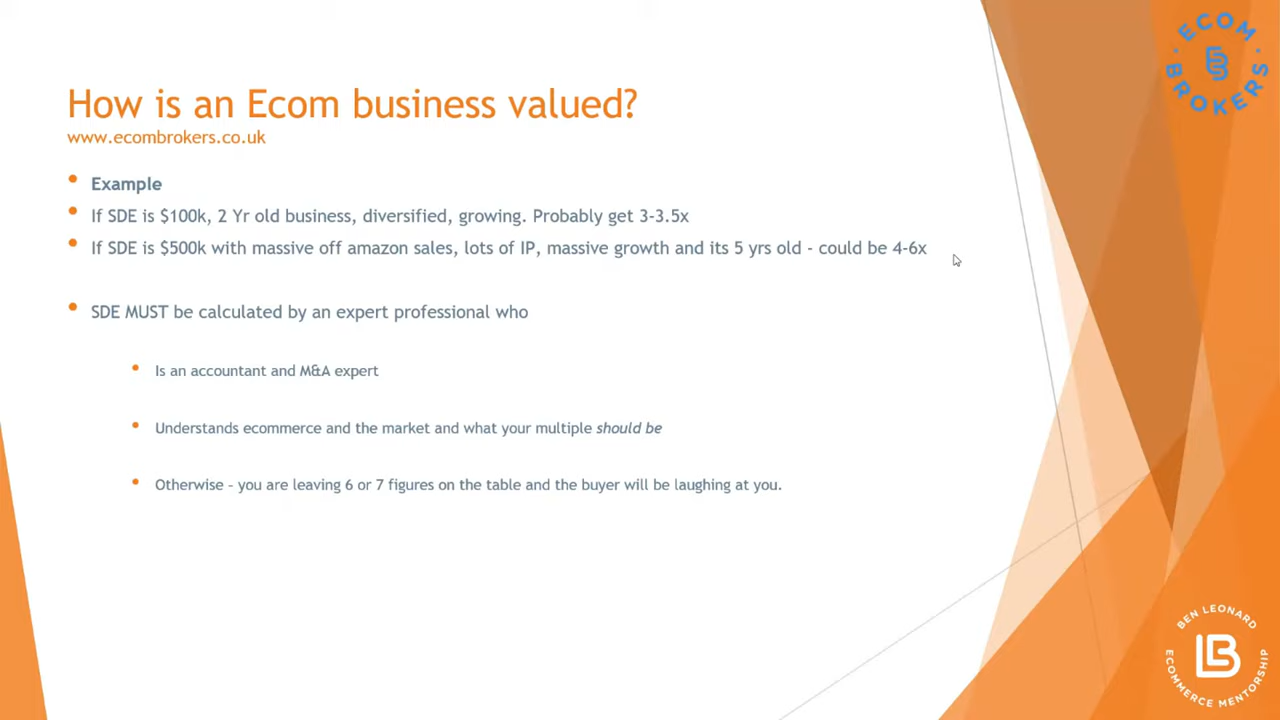 How is an Ecom business valued?
www.ecombrokers.co.uk
Example
If SDE is $100k, 2 Yr old business, diversified, growing. Probably get 3-3.5x
If SDE is $500k with massive off amazon sales, lots of IP, massive growth and its 5 yrs old - could be 4-6x
SDE MUST be calculated by an expert professional who
Is an accountant and M&A expert
Understands ecommerce and the market and what your multiple should be
Otherwise – you are leaving 6 or 7 figures on the table and the buyer will be laughing at you.
ECOM
BROKERS
BEN LEONARD
LB
ECOMMERCE MENTORSHIP